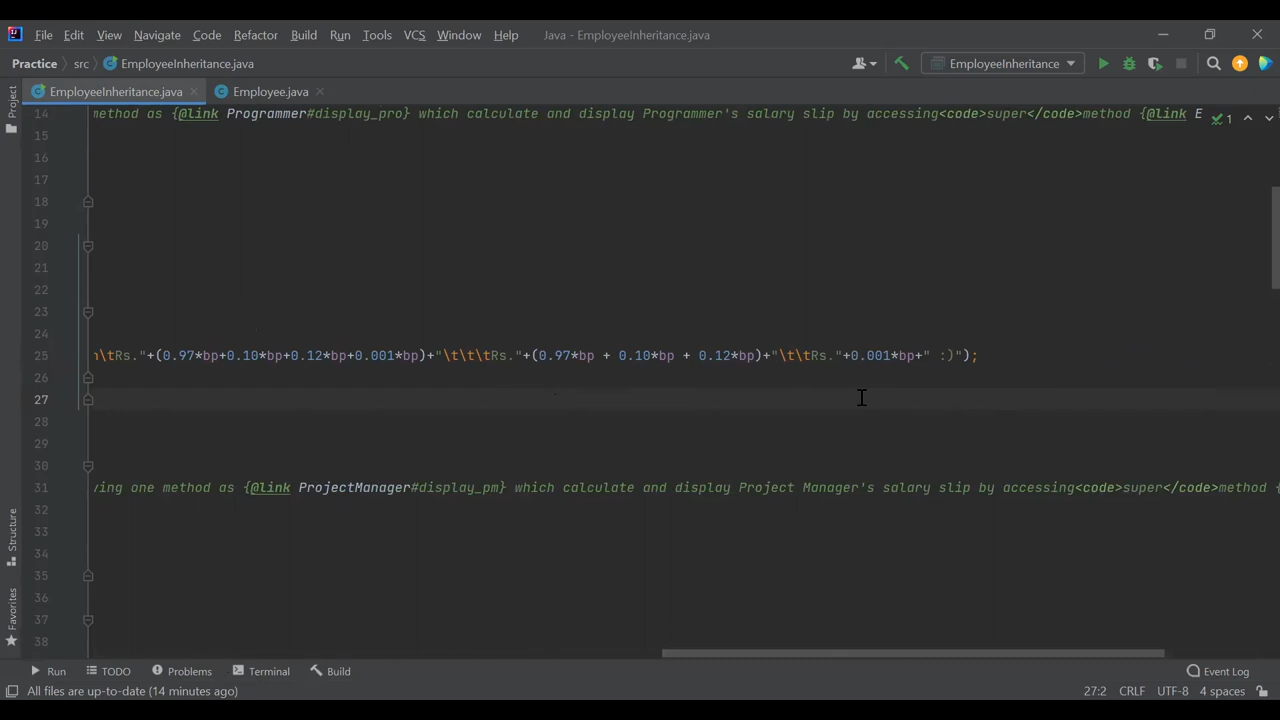 File Edit View Navigate Code Refactor Build Run Tools VCS Window Help Java - EmployeeInheritance.java
Practice src EmployeeInheritance.java EmployeeInheritance
EmployeeInheritance.java Employee.java
Project
14 method as {@link Programmer#display_pro} which calculate and display Programmer's salary slip by accessing<code>super</code>method {@link E 1
15
16
17
18
19
20
21
22
23
24
25 \tRs."+(0.97*bp+0.10*bp+0.12*bp+0.001*bp)+"\t\t\tRs."+(0.97*bp + 0.10*bp + 0.12*bp)+"\t\tRs."+0.001*bp+" :)");
26
27
28
29
30
31 ying one method as {@link ProjectManager#display_pm} which calculate and display Project Manager's salary slip by accessing<code>super</code>method {
32
33
34
35
36
37
38
Structure
Favorites
Run TODO Problems Terminal Build Event Log
All files are up-to-date (14 minutes ago) 27:2 CRLF UTF-8 4 spaces